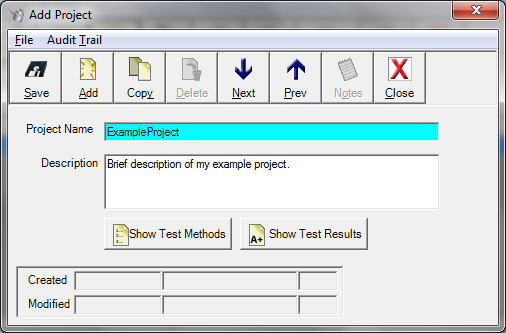 Add Project
File Audit Trail
Save Add Copy Delete Next Prev Notes Close
Project Name ExampleProject
Description Brief description of my example project.
Show Test Methods A+ Show Test Results
Created
Modified